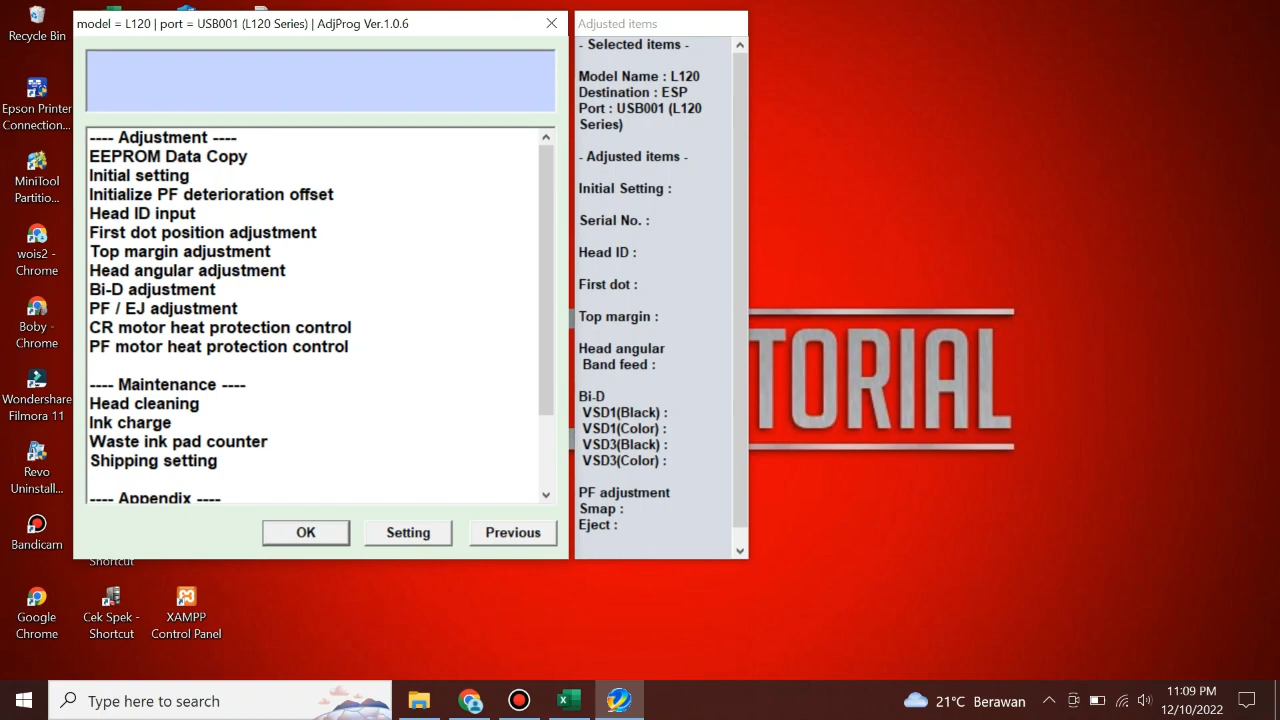 model = L120 | port = USB001 (L120 Series) | AdjProg Ver.1.0.6
---- Adjustment ----
EEPROM Data Copy
Initial setting
Initialize PF deterioration offset
Head ID input
First dot position adjustment
Top margin adjustment
Head angular adjustment
Bi-D adjustment
PF / EJ adjustment
CR motor heat protection control
PF motor heat protection control
---- Maintenance ----
Head cleaning
Ink charge
Waste ink pad counter
Shipping setting
---- Appendix ----
OK
Setting
Previous
Adjusted items
- Selected items -
Model Name : L120
Destination : ESP
Port : USB001 (L120
Series)
- Adjusted items -
Initial Setting :
Serial No. :
Head ID :
First dot :
Top margin :
Head angular
Band feed :
Bi-D
VSD1(Black) :
VSD1(Color) :
VSD3(Black) :
VSD3(Color) :
PF adjustment
Smap :
Eject :
TORIAL
Recycle Bin
Epson Printer
Connection...
MiniTool
Partitio...
wois2 -
Chrome
Boby -
Chrome
Wondershare
Filmora 11
Revo
Uninstall...
Bandicam
Shortcut
Google
Chrome
Cek Spek -
Shortcut
XAMPP
Control Panel
Type here to search
21°C Berawan
11:09 PM
12/10/2022